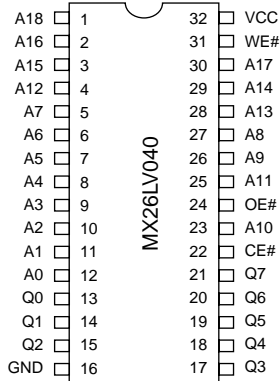 A18 1 32 VCC
A16 2 31 WE#
A15 3 30 A17
A12 4 29 A14
A7 5 28 A13
A6 6 27 A8
A5 7 26 A9
A4 8 25 A11
A3 9 24 OE#
A2 10 23 A10
A1 11 22 CE#
A0 12 21 Q7
Q0 13 20 Q6
Q1 14 19 Q5
Q2 15 18 Q4
GND 16 17 Q3
MX26LV040